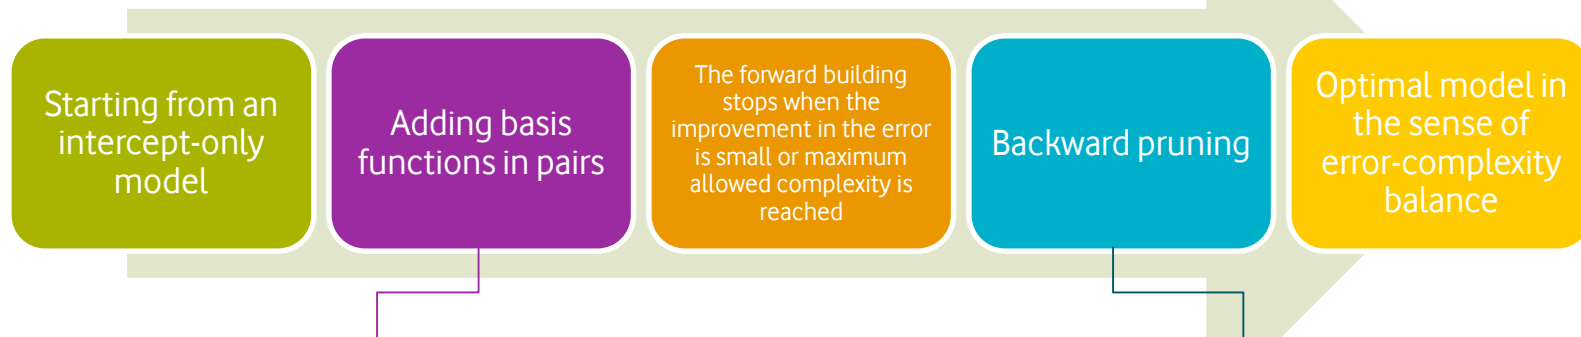 Starting from an
intercept-only
model
Adding basis
functions in pairs
The forward building
stops when the
improvement in the error
is small or maximum
allowed complexity is
reached
Backward pruning
Optimal model in
the sense of
error-complexity
balance